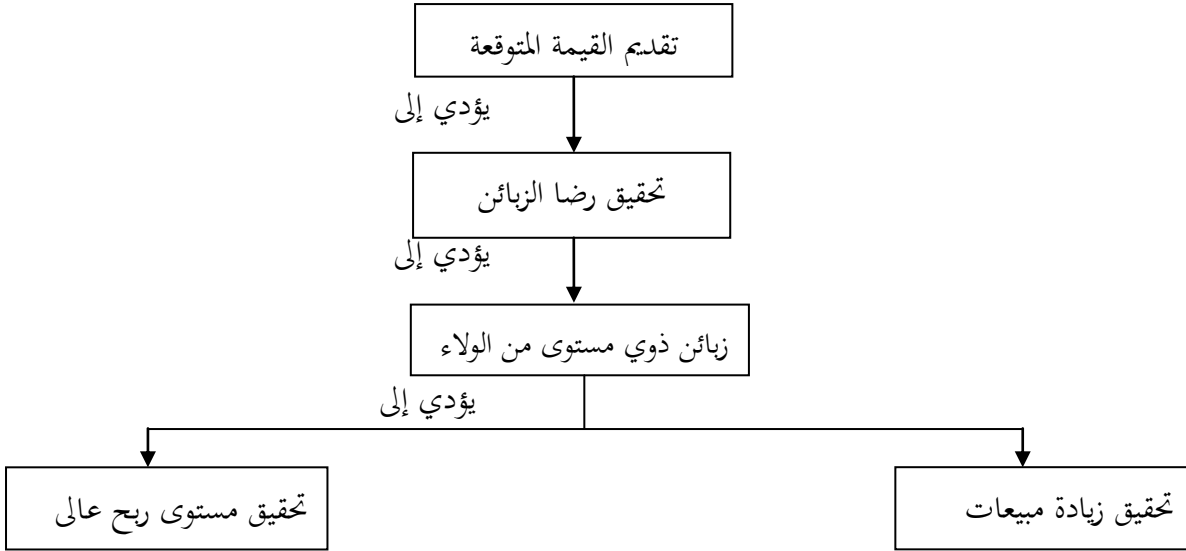 تقديم القيمة المتوقعة
يؤدي إلى
تحقيق رضا الزبائن
يؤدي إلى
زبائن ذوي مستوى من الولاء
يؤدي إلى
تحقيق زيادة مبيعات
تحقيق مستوى ربح عالى